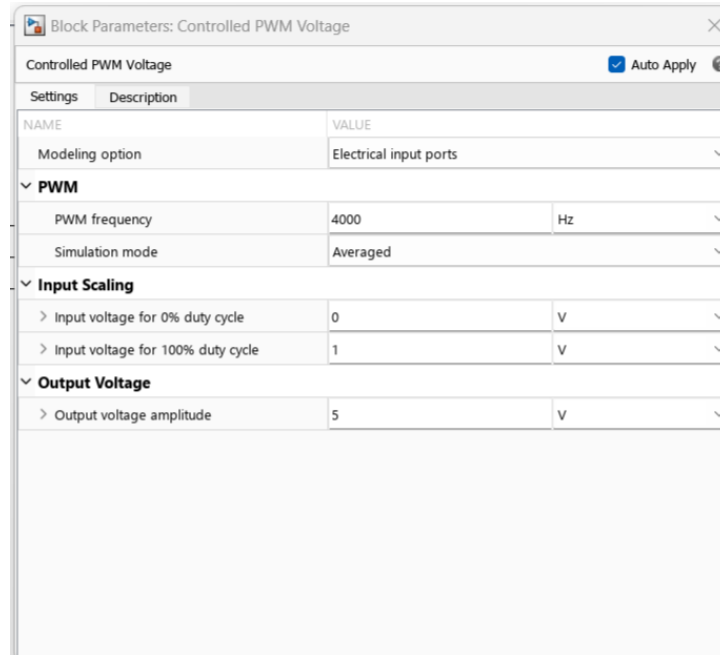 Block Parameters: Controlled PWM Voltage
Controlled PWM Voltage
Auto Apply
Settings Description
NAME VALUE
Modeling option Electrical input ports
PWM
PWM frequency 4000 Hz
Simulation mode Averaged
Input Scaling
Input voltage for 0% duty cycle 0 V
Input voltage for 100% duty cycle 1 V
Output Voltage
Output voltage amplitude 5 V